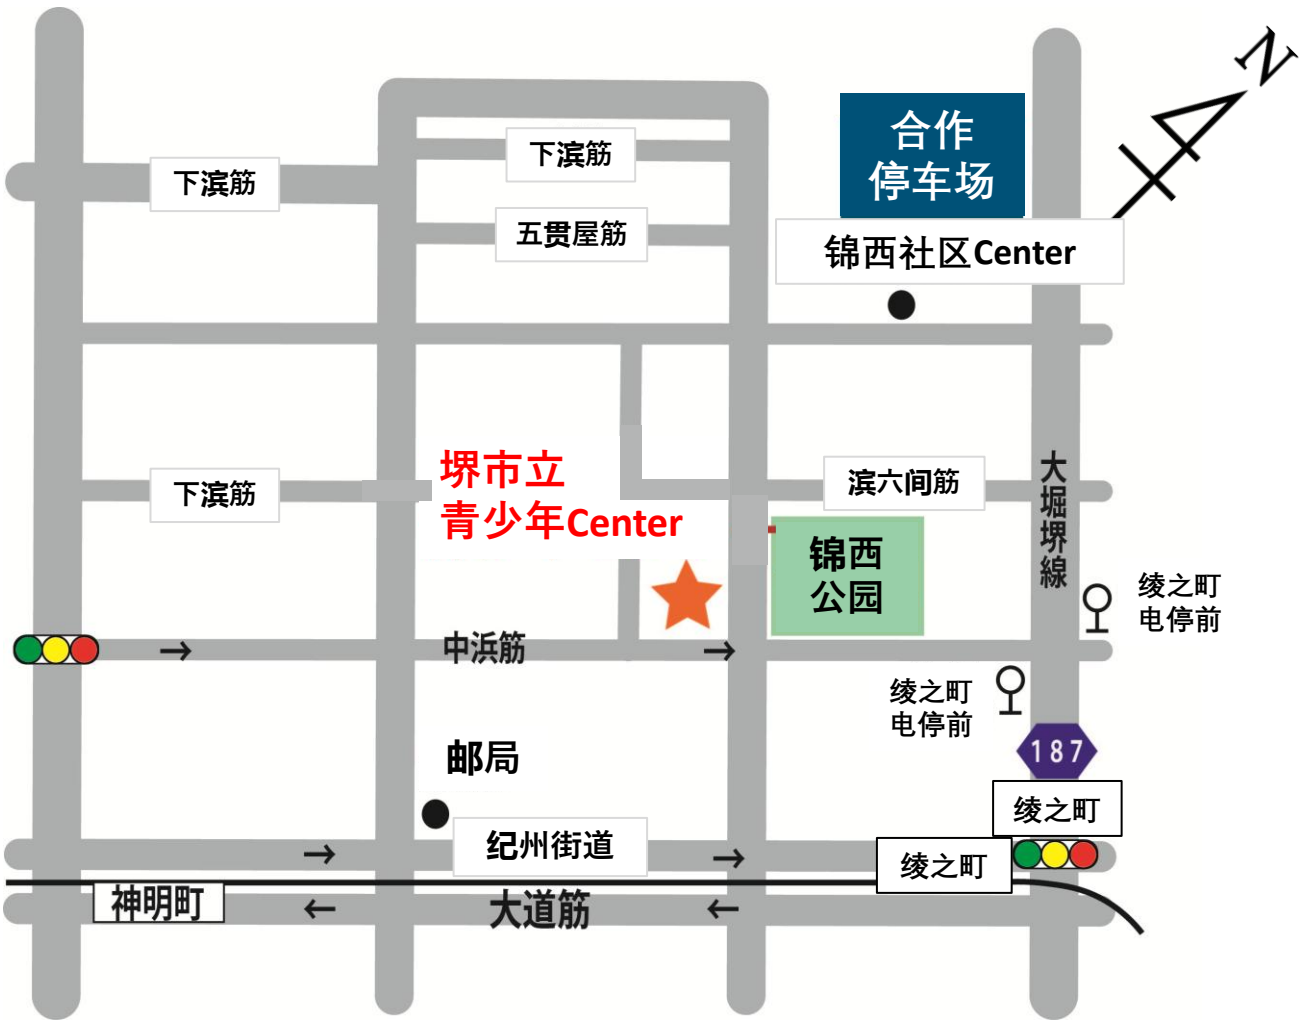 N
合作
停车场
下滨筋
下滨筋
五贯屋筋
锦西社区Center
堺市立
青少年Center
下滨筋
滨六间筋
大堀堺線
锦西
公园
绫之町
电停前
中浜筋
绫之町
电停前
邮局
187
绫之町
纪州街道
绫之町
神明町
大道筋